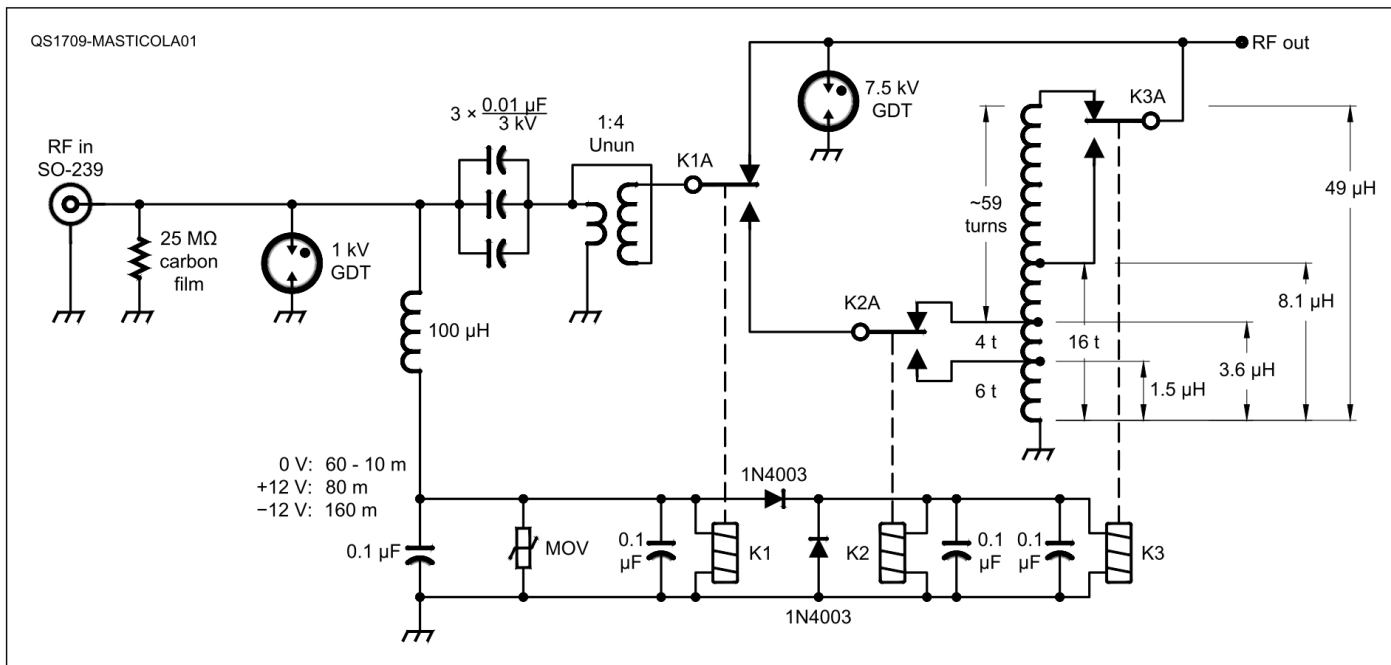 QS1709-MASTICOLA01
RF out
RF in
SO-239
3 × 0.01 µF
3 kV
1:4
Unun
K1A
7.5 kV
GDT
K3A
49 µH
~59
turns
25 MΩ
carbon
film
1 kV
GDT
100 µH
K2A
4 t
16 t
6 t
8.1 µH
3.6 µH
1.5 µH
0 V: 60 - 10 m
+12 V: 80 m
−12 V: 160 m
0.1 µF
MOV
0.1
µF
K1
1N4003
K2
0.1
µF
0.1
µF
K3
1N4003